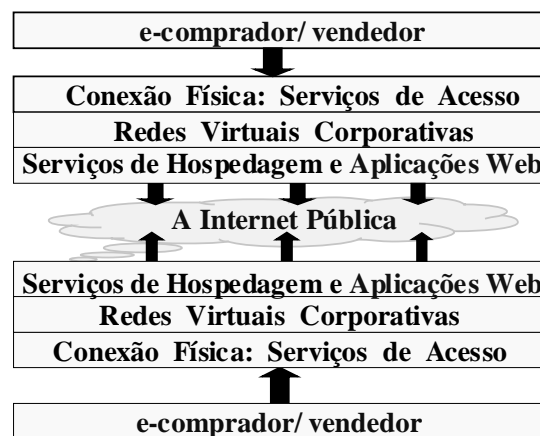 e-comprador/ vendedor
Conexão Física: Serviços de Acesso
Redes Virtuais Corporativas
Serviços de Hospedagem e Aplicações Web
A Internet Pública
Serviços de Hospedagem e Aplicações Web
Redes Virtuais Corporativas
Conexão Física: Serviços de Acesso
e-comprador/ vendedor